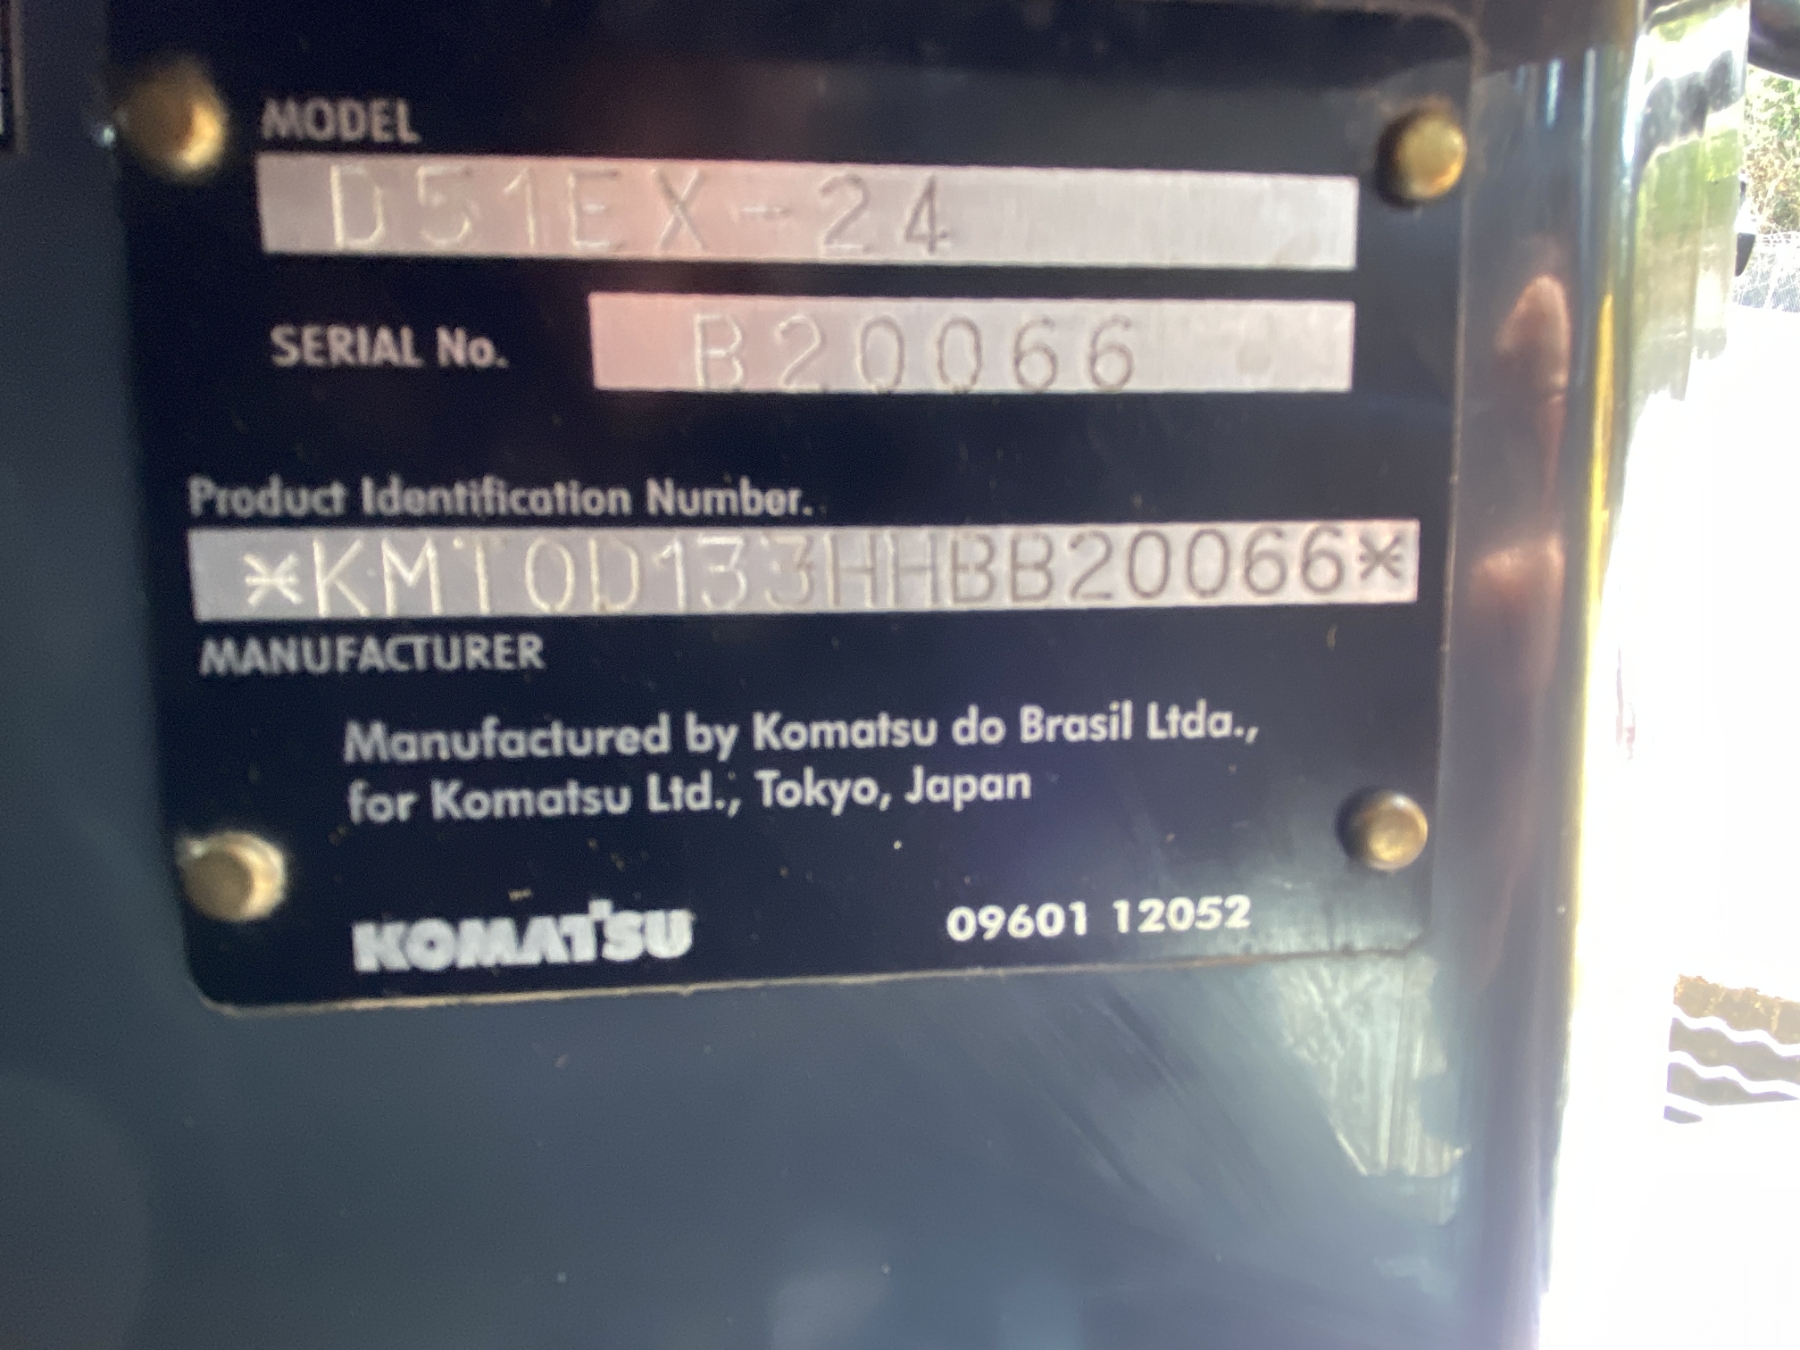 MODEL
D51EX-24
SERIAL No. B20066
Product Identification Number.
*KMT0D133HHBB20066*
MANUFACTURER
Manufactured by Komatsu do Brasil Ltda.,
for Komatsu Ltd., Tokyo, Japan
KOMATSU 09601 12052